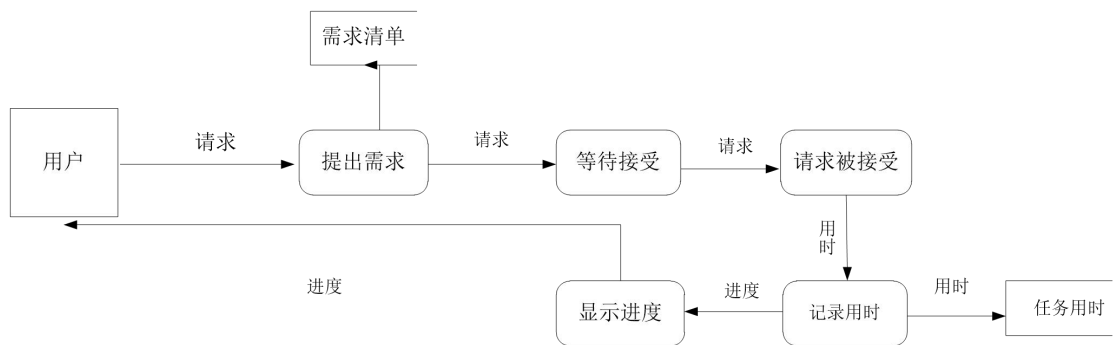 需求清单
用户
请求
提出需求
请求
等待接受
请求
请求被接受
用
时
进度
显示进度
进度
记录用时
用时
任务用时